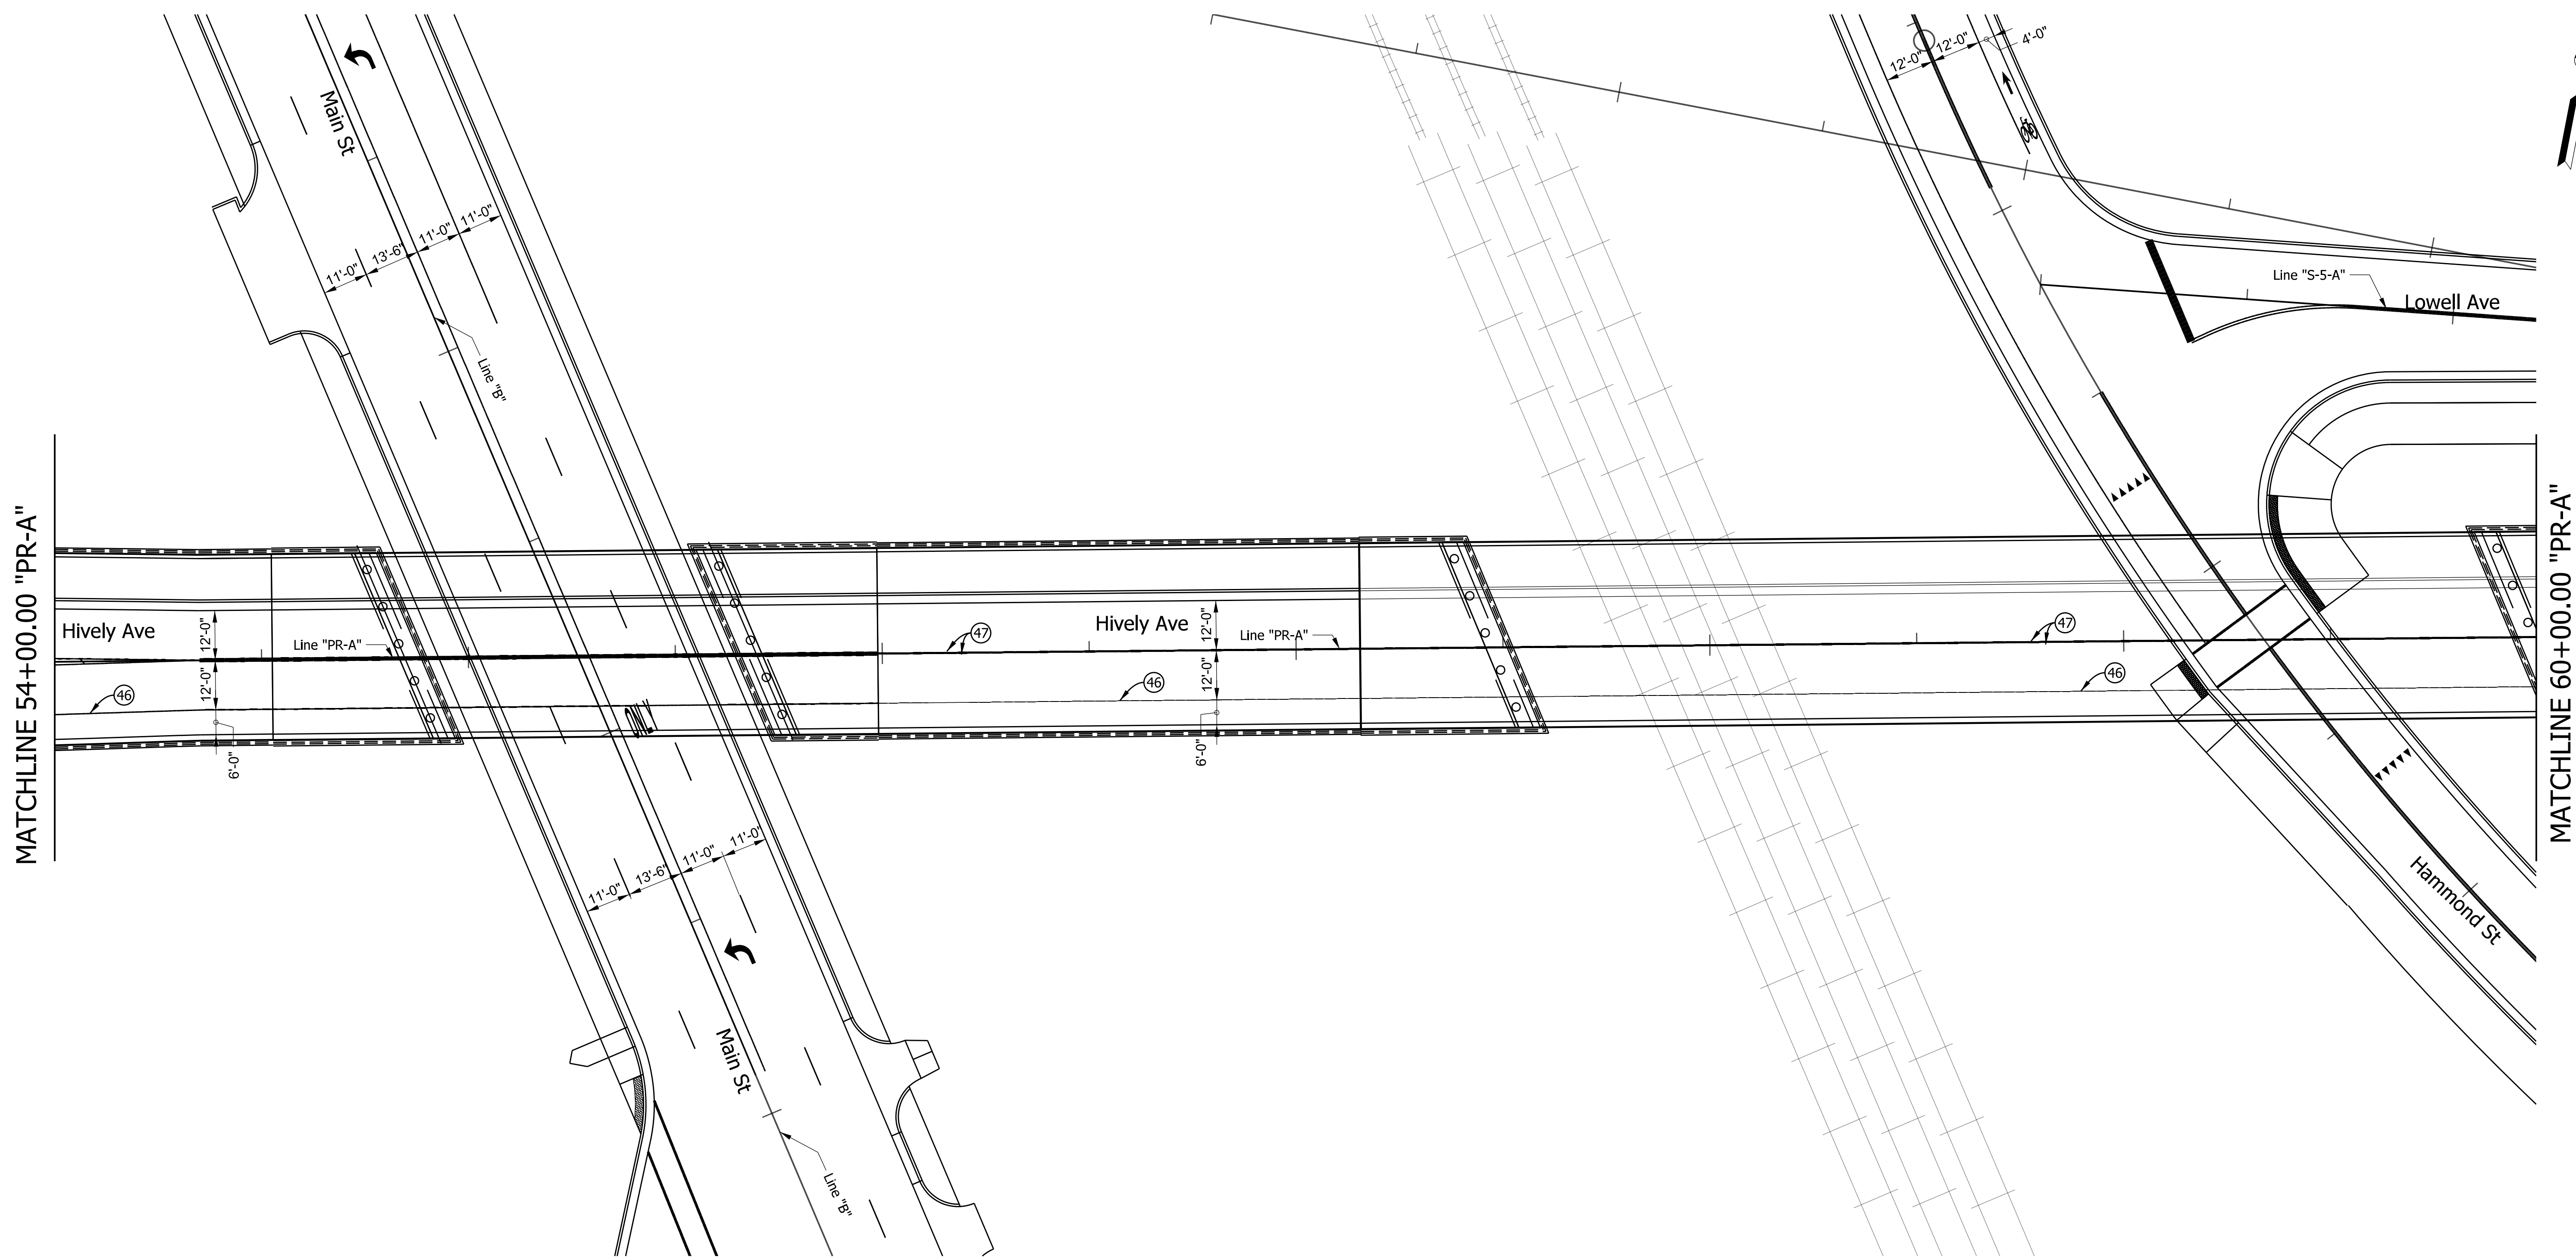 12'-0"
12'-0"
4'-0"
Main St
11'-0"
13'-6"
11'-0"
11'-0"
Line "B"
Line "S-5-A"
Lowell Ave
MATCHLINE 54+00.00 "PR-A"
MATCHLINE 60+00.00 "PR-A"
Hively Ave
12'-0"
12'-0"
6'-0"
Line "PR-A"
46
47
Hively Ave
12'-0"
12'-0"
6'-0"
Line "PR-A"
46
47
46
11'-0"
13'-6"
11'-0"
11'-0"
Hammond St
Main St
Line "B"